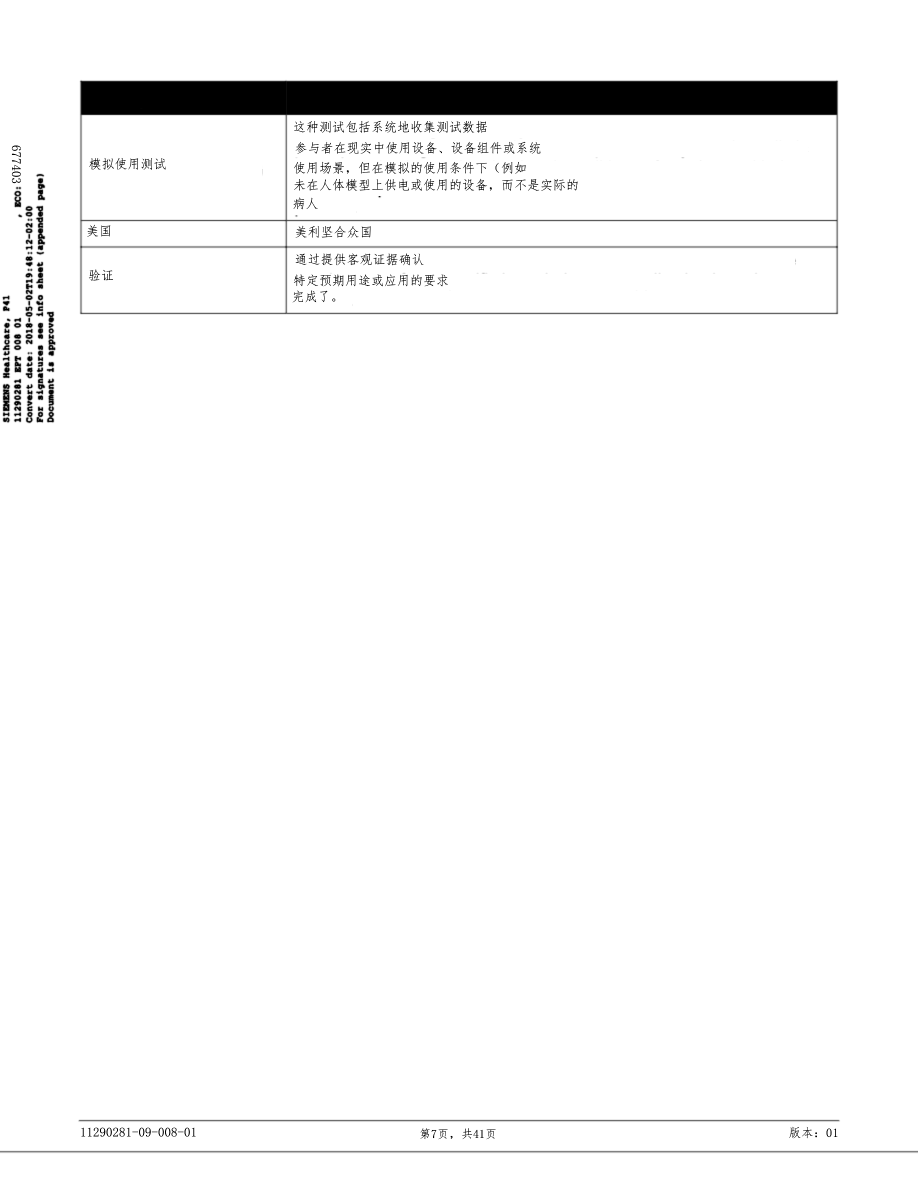 模拟使用测试
这种测试包括系统地收集测试数据
参与者在现实中使用设备、设备组件或系统
使用场景，但在模拟的使用条件下（例如
未在人体模型上供电或使用的设备，而不是实际的
病人
美国
美利坚合众国
验证
通过提供客观证据确认
特定预期用途或应用的要求
完成了。
SIEMENS Healthcare, P41
11290281 EPT 008 01 , ECO: 677403
Convert date: 2018-05-02T19:48:12-02:00
For signatures see info sheet (appended page)
Document is approved
11290281-09-008-01
第7页，共41页
版本：01